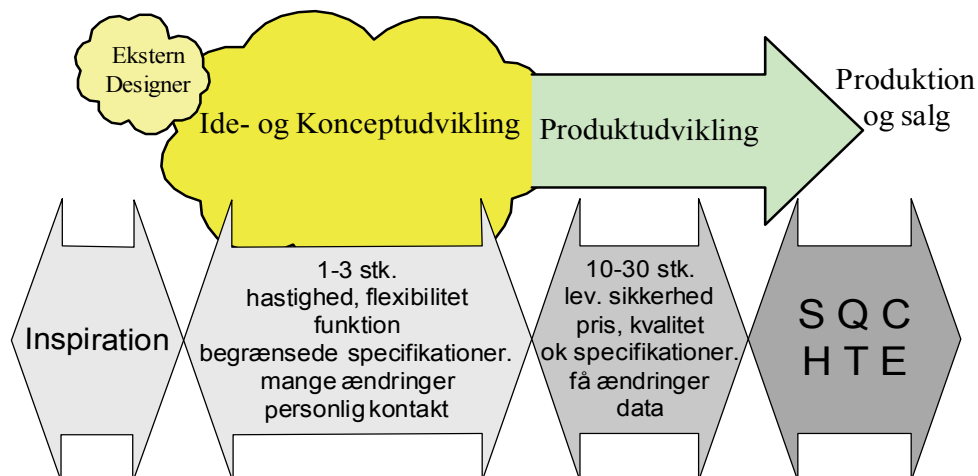 Ekstern
Designer
Ide- og Konceptudvikling
Produktudvikling
Produktion
og salg
Inspiration
1-3 stk.
hastighed, flexibilitet
funktion
begrænsede specifikationer.
mange ændringer
personlig kontakt
10-30 stk.
lev. sikkerhed
pris, kvalitet
ok specifikationer.
få ændringer
data
S Q C
H T E